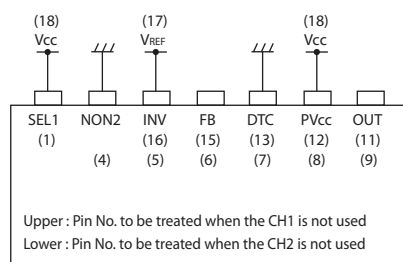 (18) (17) (18)
Vcc VREF Vcc
SEL1 NON2 INV FB DTC PVcc OUT
(1) (16) (15) (13) (12) (11)
(4) (5) (6) (7) (8) (9)
Upper : Pin No. to be treated when the CH1 is not used
Lower : Pin No. to be treated when the CH2 is not used